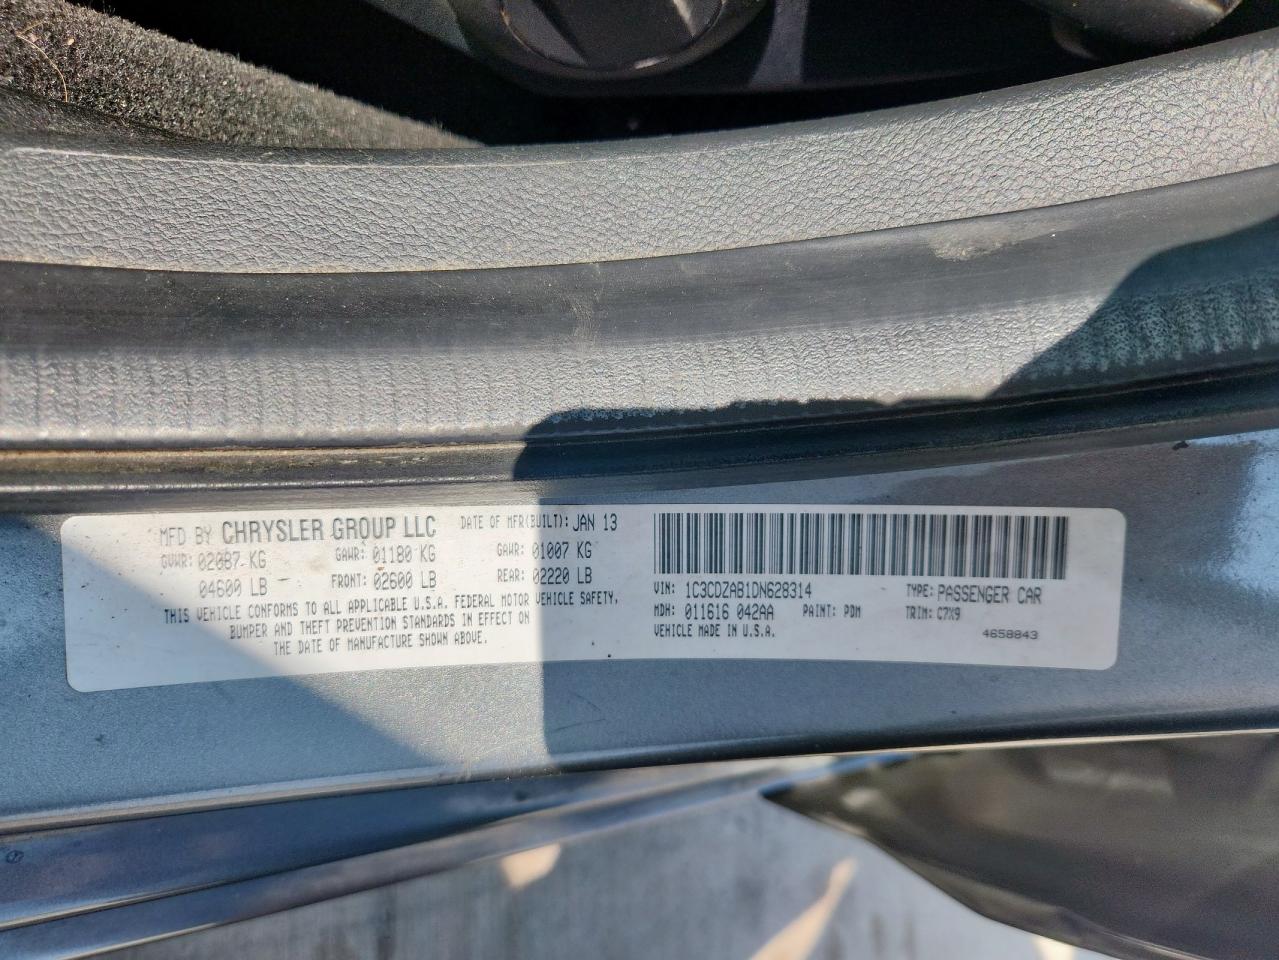 MFD BY CHRYSLER GROUP LLC DATE OF MFR(BUILT): JAN 13
GVWR: 02087 KG GAWR: 01180 KG GAWR: 01007 KG
04600 LB FRONT: 02600 LB REAR: 02220 LB
THIS VEHICLE CONFORMS TO ALL APPLICABLE U.S.A. FEDERAL MOTOR VEHICLE SAFETY,
BUMPER AND THEFT PREVENTION STANDARDS IN EFFECT ON
THE DATE OF MANUFACTURE SHOWN ABOVE.
VIN: 1C3CDZAB1DN628314 TYPE: PASSENGER CAR
MDH: 011616 042AA PAINT: PDM TRIM: C7X9
VEHICLE MADE IN U.S.A. 4658843